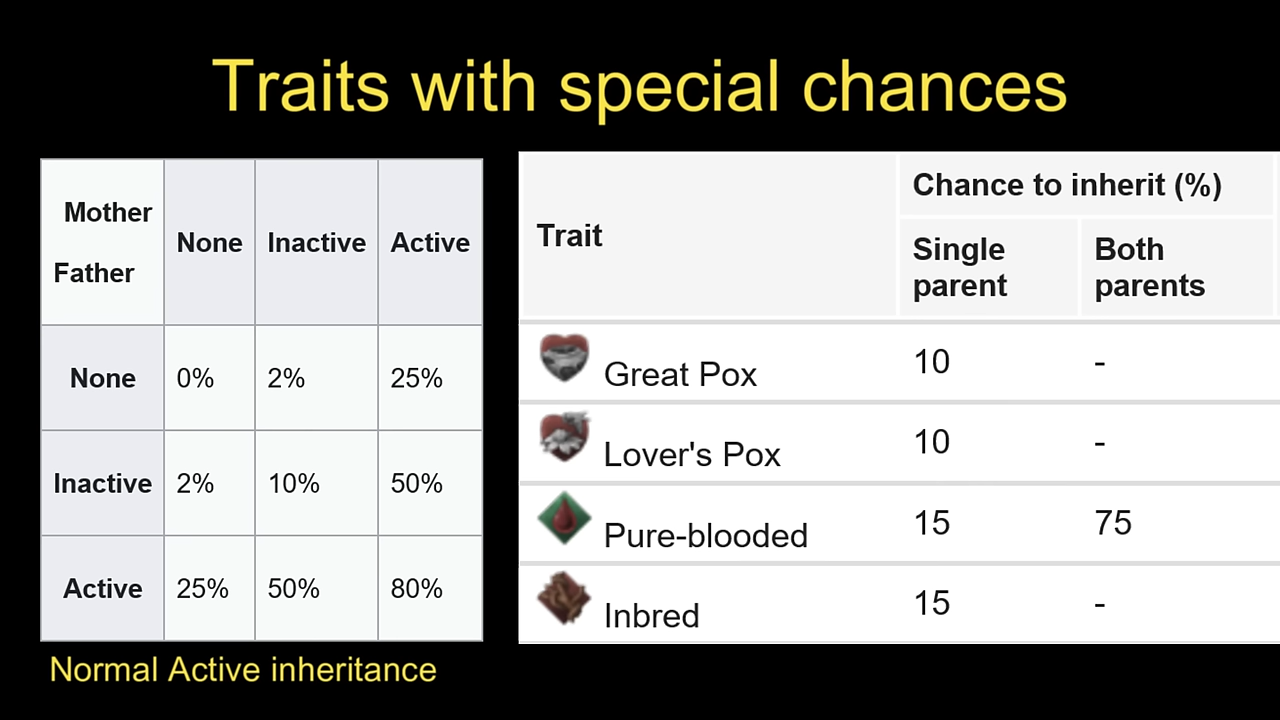 Traits with special chances
Mother
Father
None Inactive Active
None 0% 2% 25%
Inactive 2% 10% 50%
Active 25% 50% 80%
Normal Active inheritance
Trait
Chance to inherit (%)
Single parent
Both parents
Great Pox 10 -
Lover's Pox 10 -
Pure-blooded 15 75
Inbred 15 -